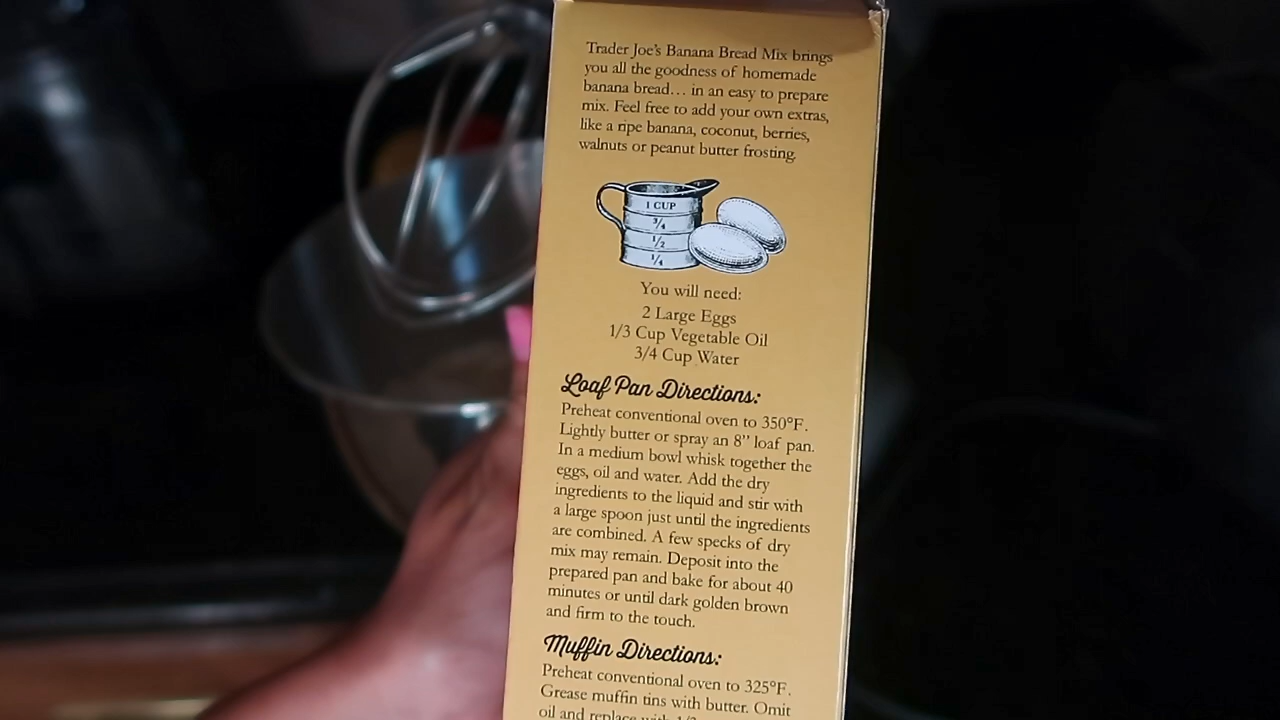 Trader Joe's Banana Bread Mix brings
you all the goodness of homemade
banana bread... in an easy to prepare
mix. Feel free to add your own extras,
like a ripe banana, coconut, berries,
walnuts or peanut butter frosting.
1 CUP
3/4
1/2
1/4
You will need:
2 Large Eggs
1/3 Cup Vegetable Oil
3/4 Cup Water
Loaf Pan Directions:
Preheat conventional oven to 350°F.
Lightly butter or spray an 8" loaf pan.
In a medium bowl whisk together the
eggs, oil and water. Add the dry
ingredients to the liquid and stir with
a large spoon just until the ingredients
are combined. A few specks of dry
mix may remain. Deposit into the
prepared pan and bake for about 40
minutes or until dark golden brown
and firm to the touch.
Muffin Directions:
Preheat conventional oven to 325°F.
Grease muffin tins with butter. Omit
oil and replace with